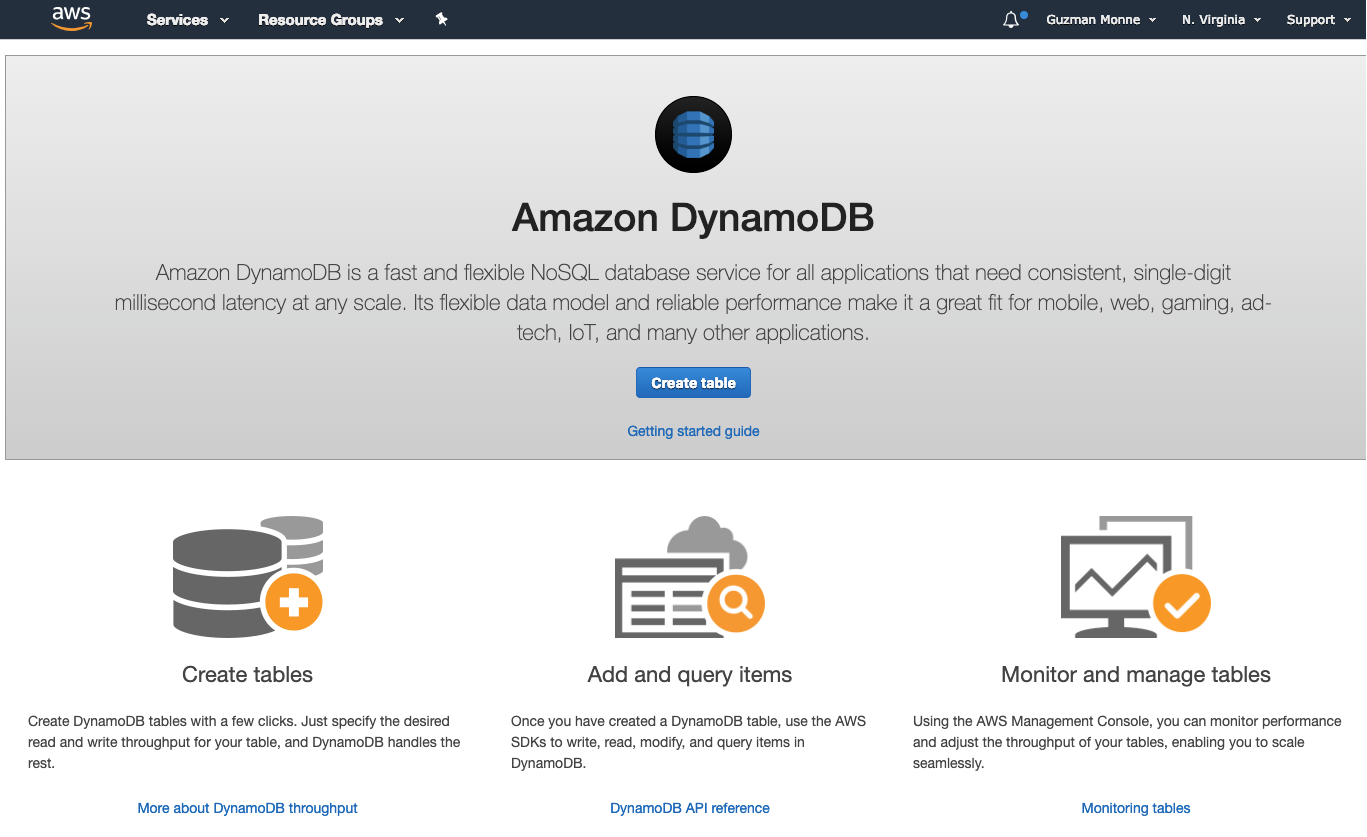 aws
Services
Resource Groups
Guzman Monne
N. Virginia
Support
Amazon DynamoDB
Amazon DynamoDB is a fast and flexible NoSQL database service for all applications that need consistent, single-digit
millisecond latency at any scale. Its flexible data model and reliable performance make it a great fit for mobile, web, gaming, ad-
tech, IoT, and many other applications.
Create table
Getting started guide
Create tables
Create DynamoDB tables with a few clicks. Just specify the desired
read and write throughput for your table, and DynamoDB handles the
rest.
More about DynamoDB throughput
Add and query items
Once you have created a DynamoDB table, use the AWS
SDKs to write, read, modify, and query items in
DynamoDB.
DynamoDB API reference
Monitor and manage tables
Using the AWS Management Console, you can monitor performance
and adjust the throughput of your tables, enabling you to scale
seamlessly.
Monitoring tables